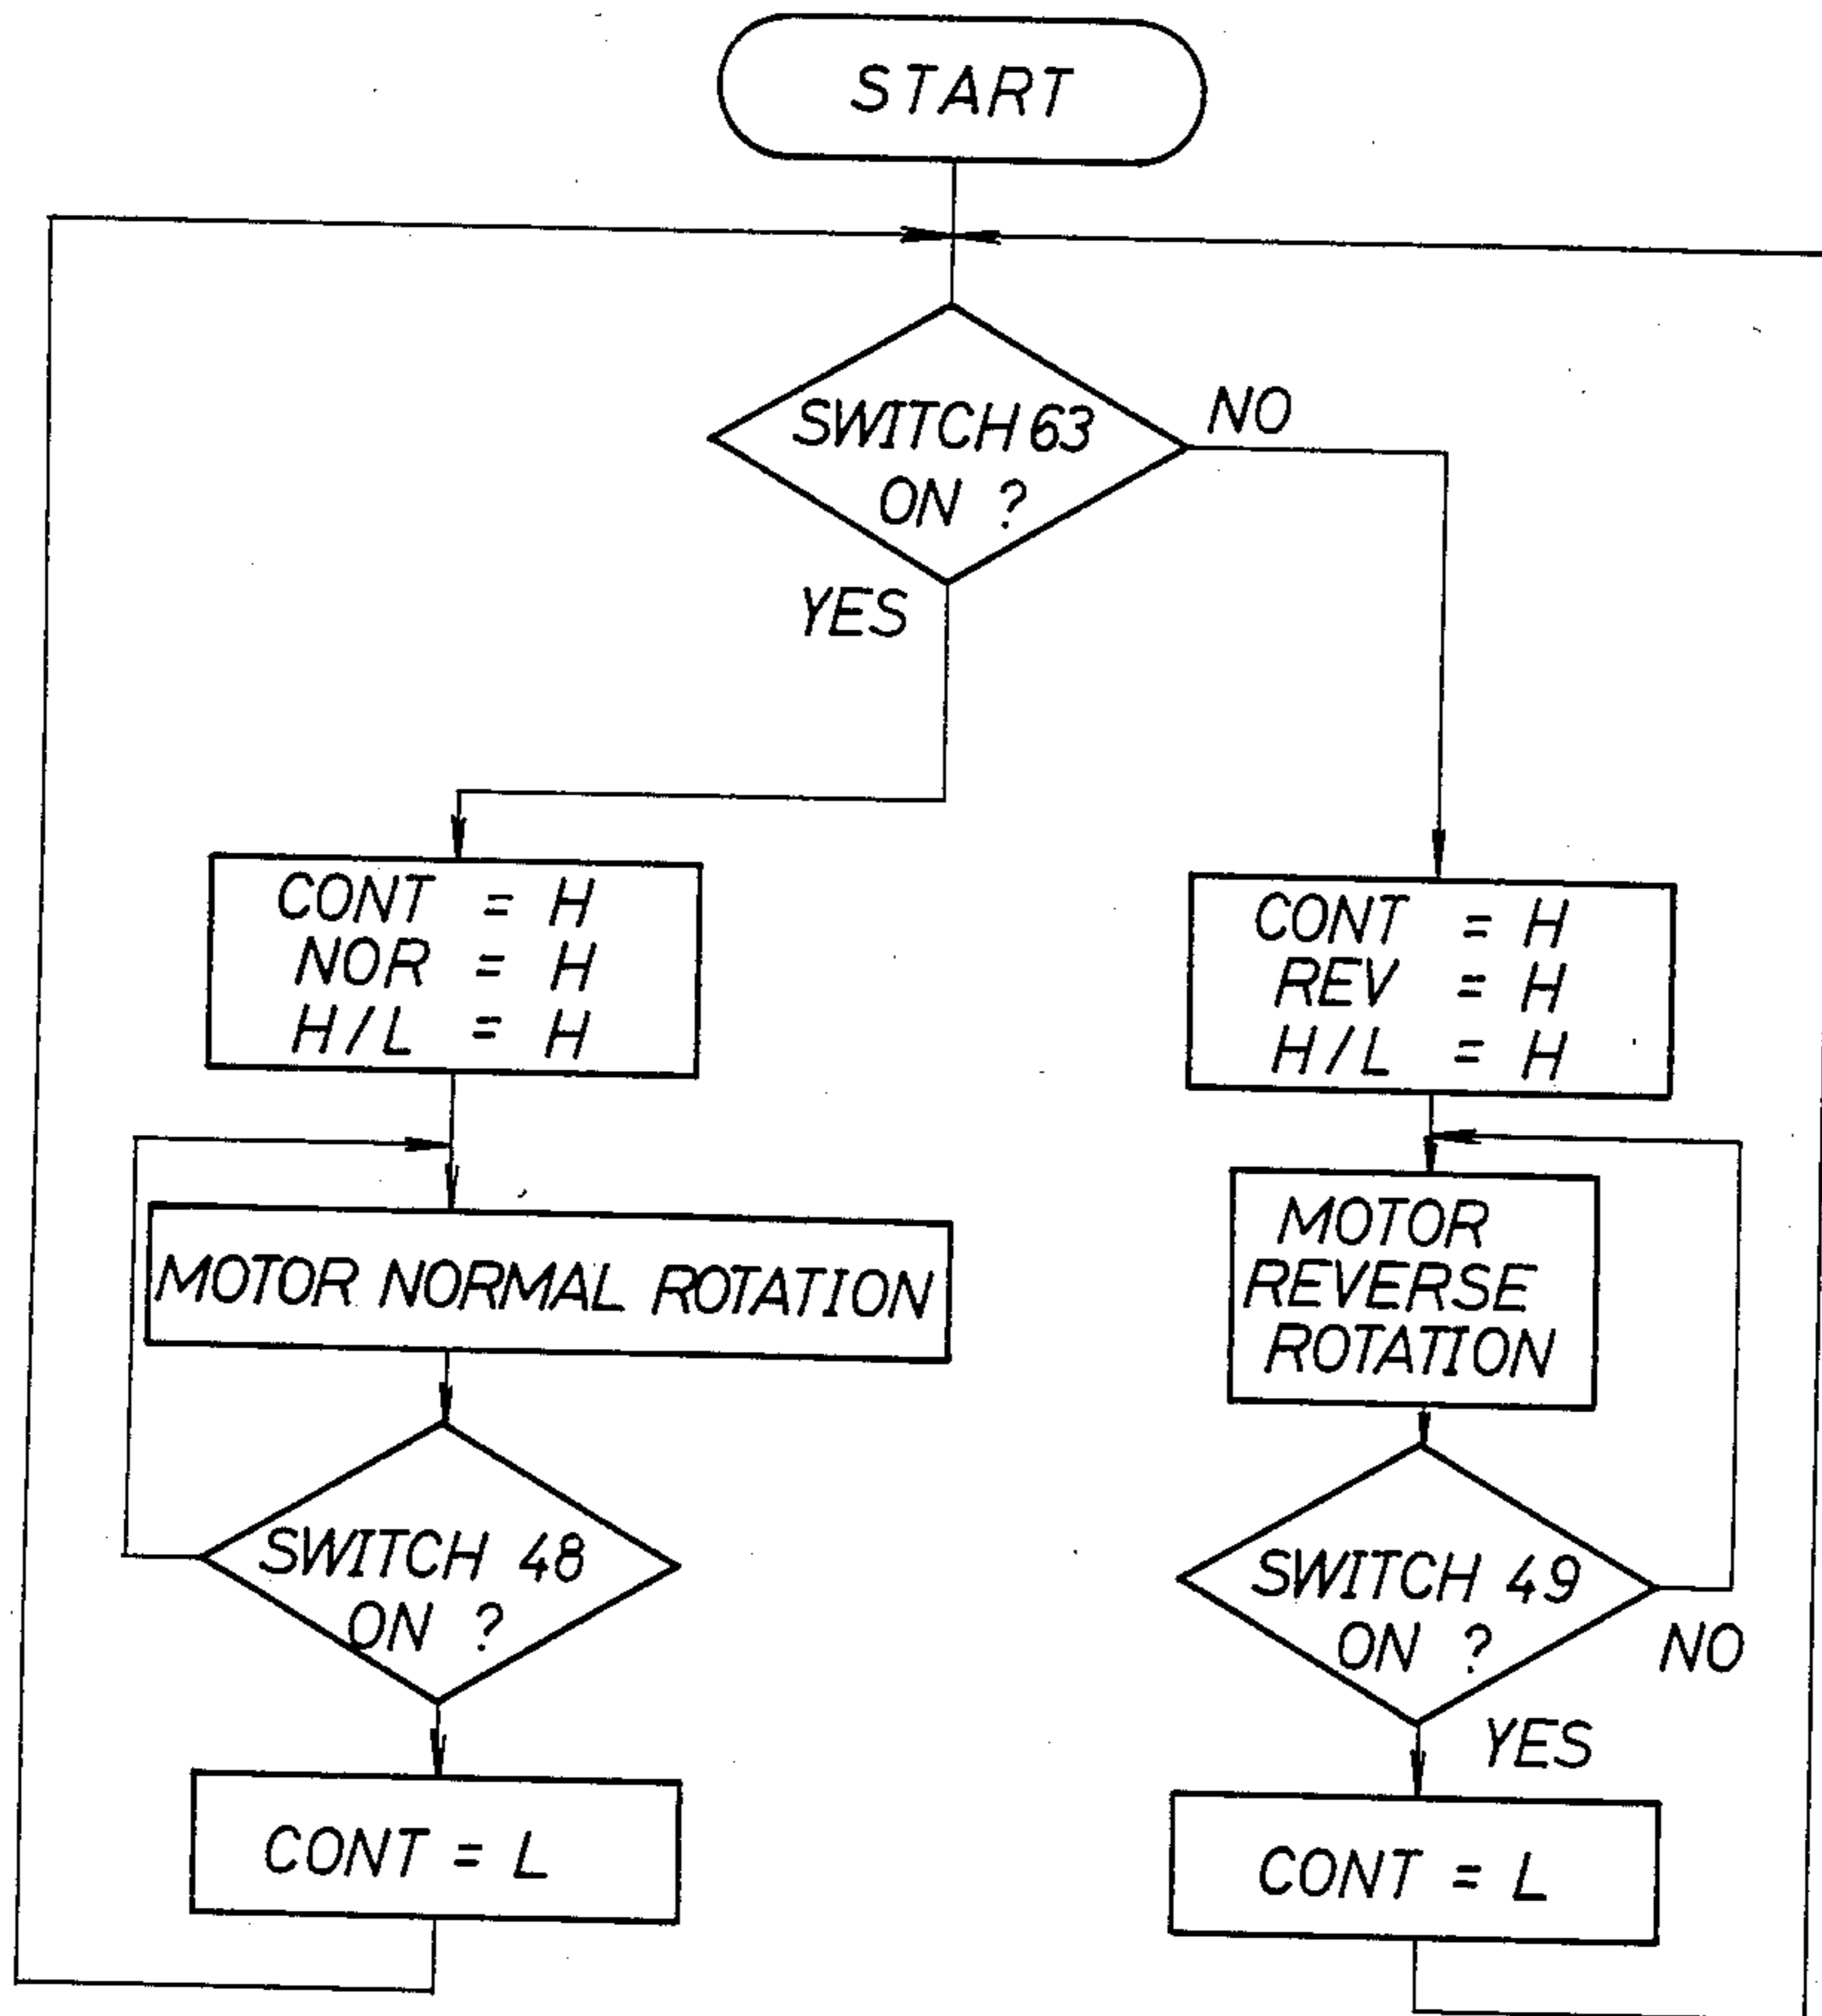 START
SWITCH 63
ON ?
NO
YES
CONT = H
NOR = H
H/L = H
CONT = H
REV = H
H/L = H
MOTOR NORMAL ROTATION
MOTOR
REVERSE
ROTATION
SWITCH 48
ON ?
SWITCH 49
ON ?
NO
YES
CONT = L
CONT = L